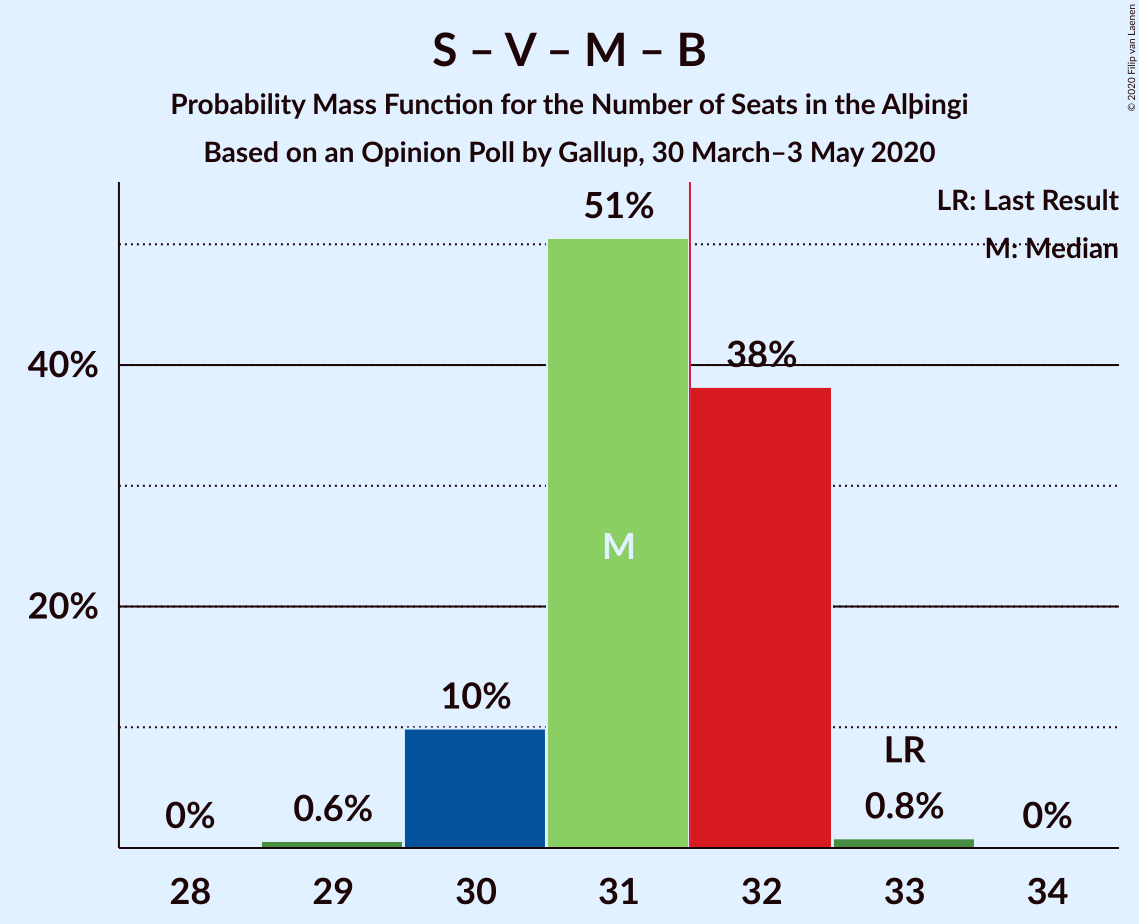 S – V – M – B
Probability Mass Function for the Number of Seats in the Alþingi
Based on an Opinion Poll by Gallup, 30 March–3 May 2020
© 2020 Filip van Laenen
LR: Last Result
M: Median
51%
38%
40%
M
20%
10%
LR
0% 0.6% 0.8% 0%
28 29 30 31 32 33 34